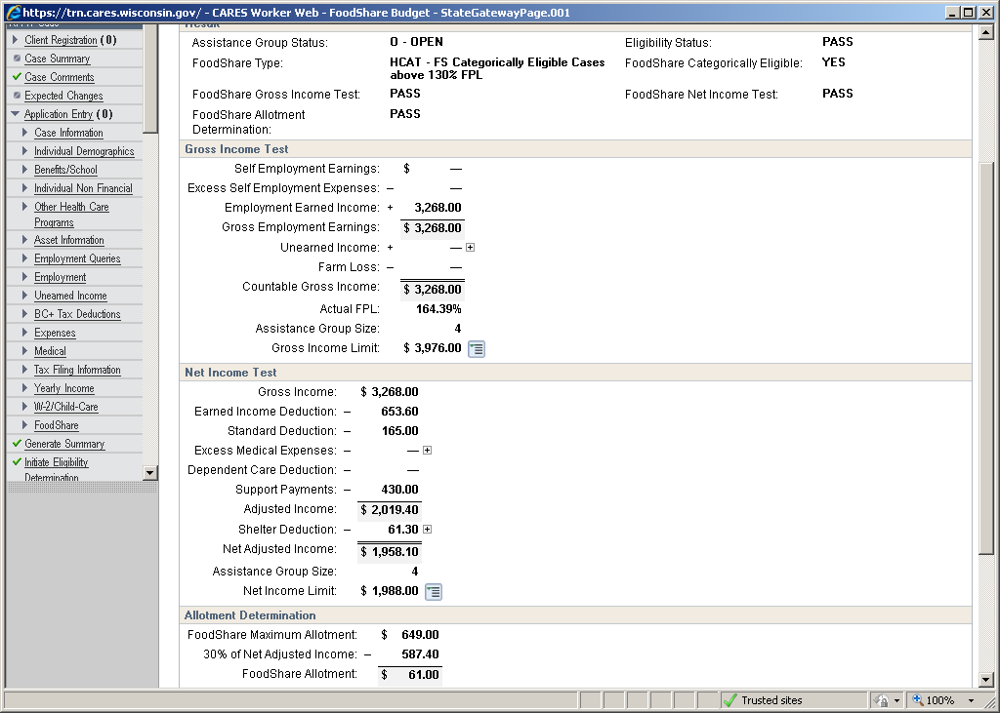 https://trn.cares.wisconsin.gov/ - CARES Worker Web - FoodShare Budget - StateGatewayPage.001
Client Registration (0)
Case Summary
Case Comments
Expected Changes
Application Entry (0)
Case Information
Individual Demographics
Benefits/School
Individual Non Financial
Other Health Care
Programs
Asset Information
Employment Queries
Employment
Unearned Income
BC+ Tax Deductions
Expenses
Medical
Tax Filing Information
Yearly Income
W-2/Child-Care
FoodShare
Generate Summary
Initiate Eligibility
Determination
Result
Assistance Group Status: O - OPEN Eligibility Status: PASS
FoodShare Type: HCAT - FS Categorically Eligible Cases FoodShare Categorically Eligible: YES
above 130% FPL
FoodShare Gross Income Test: PASS FoodShare Net Income Test: PASS
FoodShare Allotment PASS
Determination:
Gross Income Test
Self Employment Earnings: $ —
Excess Self Employment Expenses: – —
Employment Earned Income: + 3,268.00
Gross Employment Earnings: $ 3,268.00
Unearned Income: + — +
Farm Loss: – —
Countable Gross Income: $ 3,268.00
Actual FPL: 164.39%
Assistance Group Size: 4
Gross Income Limit: $ 3,976.00
Net Income Test
Gross Income: $ 3,268.00
Earned Income Deduction: – 653.60
Standard Deduction: – 165.00
Excess Medical Expenses: – — +
Dependent Care Deduction: – —
Support Payments: – 430.00
Adjusted Income: $ 2,019.40
Shelter Deduction: – 61.30 +
Net Adjusted Income: $ 1,958.10
Assistance Group Size: 4
Net Income Limit: $ 1,988.00
Allotment Determination
FoodShare Maximum Allotment: $ 649.00
30% of Net Adjusted Income: – 587.40
FoodShare Allotment: $ 61.00
Trusted sites 100%